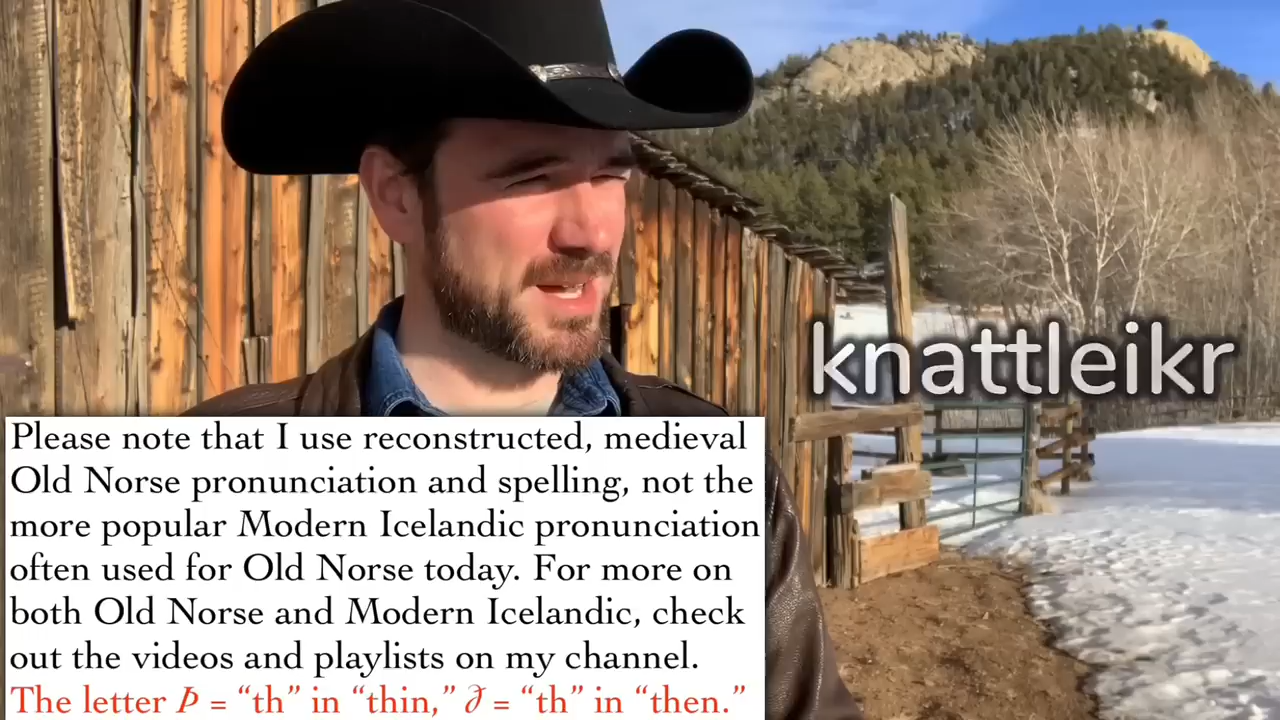 knattleikr
Please note that I use reconstructed, medieval
Old Norse pronunciation and spelling, not the
more popular Modern Icelandic pronunciation
often used for Old Norse today. For more on
both Old Norse and Modern Icelandic, check
out the videos and playlists on my channel.
The letter Þ = “th” in “thin,” ð = “th” in “then.”